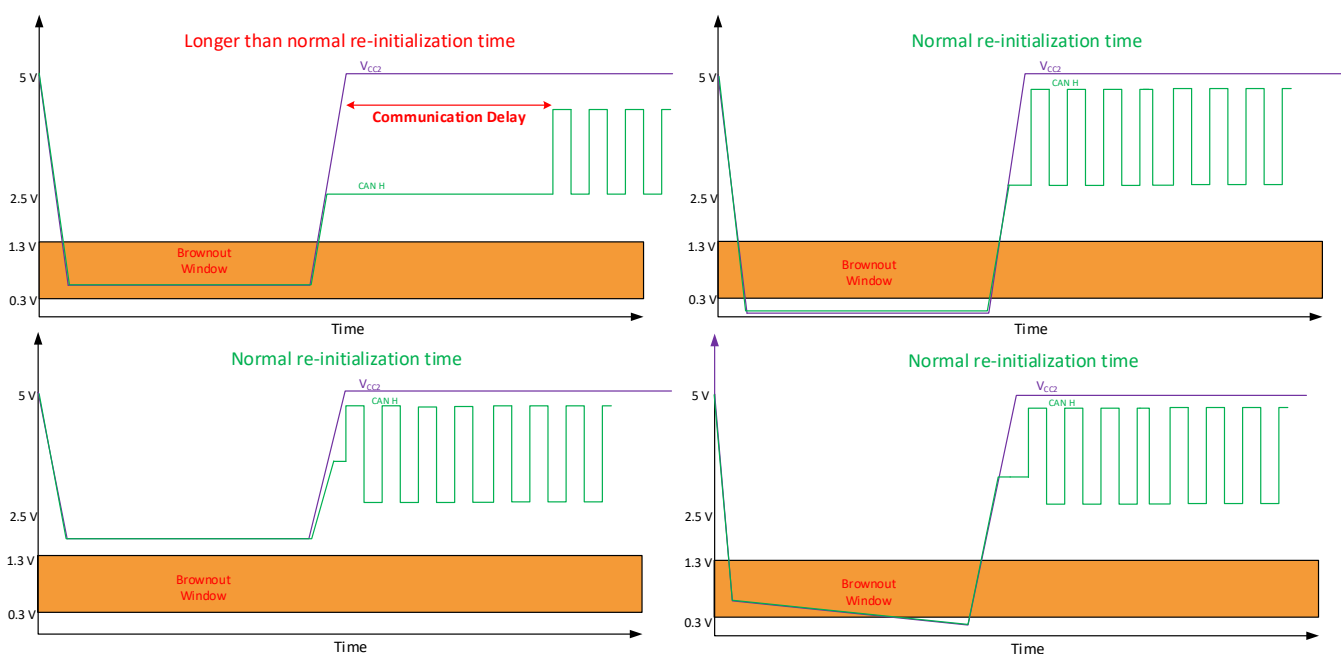 Longer than normal re-initialization time
VCC2
5 V
Communication Delay
CAN H
2.5 V
1.3 V
Brownout
Window
0.3 V
Time
Normal re-initialization time
VCC2
5 V
CAN H
2.5 V
1.3 V
Brownout
Window
0.3 V
Time
Normal re-initialization time
VCC2
5 V
CAN H
2.5 V
1.3 V
Brownout
Window
0.3 V
Time
Normal re-initialization time
VCC2
5 V
CAN H
2.5 V
1.3 V
Brownout
Window
0.3 V
Time